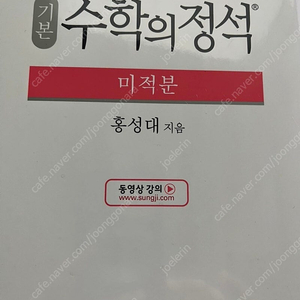 기본 수학의 정석®
미적분
홍성대 지음
동영상 강의
www.sungji.com